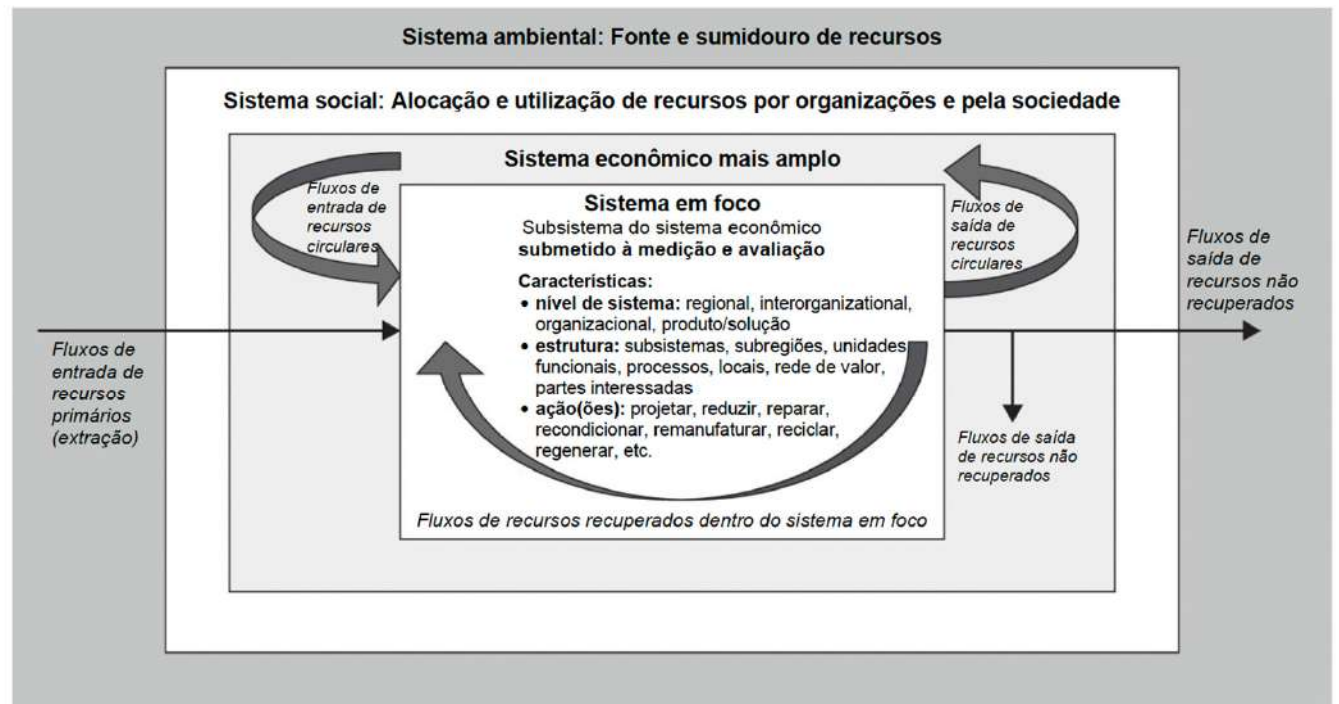 Sistema ambiental: Fonte e sumidouro de recursos
Sistema social: Alocação e utilização de recursos por organizações e pela sociedade
Sistema econômico mais amplo
Fluxos de
entrada de
recursos
circulares
Sistema em foco
Subsistema do sistema econômico
submetido à medição e avaliação
Características:
• nível de sistema: regional, interorganizational,
organizacional, produto/solução
• estrutura: subsistemas, subregiões, unidades
funcionais, processos, locais, rede de valor,
partes interessadas
• ação(ões): projetar, reduzir, reparar,
recondicionar, remanufaturar, reciclar,
regenerar, etc.
Fluxos de recursos recuperados dentro do sistema em foco
Fluxos de
saída de
recursos
circulares
Fluxos de
saída de
recursos não
recuperados
Fluxos de
entrada de
recursos
primários
(extração)
Fluxos de saída
de recursos não
recuperados